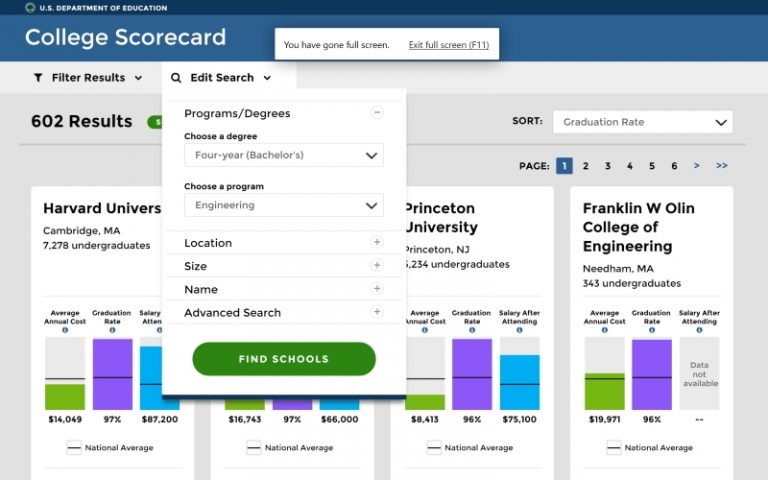 U.S. DEPARTMENT OF EDUCATION
College Scorecard
You have gone full screen. Exit full screen (F11)
Filter Results
Edit Search
602 Results
SORT: Graduation Rate
PAGE: 1 2 3 4 5 6 > >>
Programs/Degrees
Choose a degree
Four-year (Bachelor's)
Choose a program
Engineering
Location
Size
Name
Advanced Search
FIND SCHOOLS
Harvard Univers
Cambridge, MA
7,278 undergraduates
Average
Annual Cost
Graduation
Rate
Salary After
Attending
$14,049 97% $87,200
National Average
$16,743 97% $66,000
National Average
Princeton
University
Princeton, NJ
5,234 undergraduates
Average
Annual Cost
Graduation
Rate
Salary After
Attending
$8,413 96% $75,100
National Average
Franklin W Olin
College of
Engineering
Needham, MA
343 undergraduates
Average
Annual Cost
Graduation
Rate
Salary After
Attending
Data
not
available
$19,971 96% --
National Average